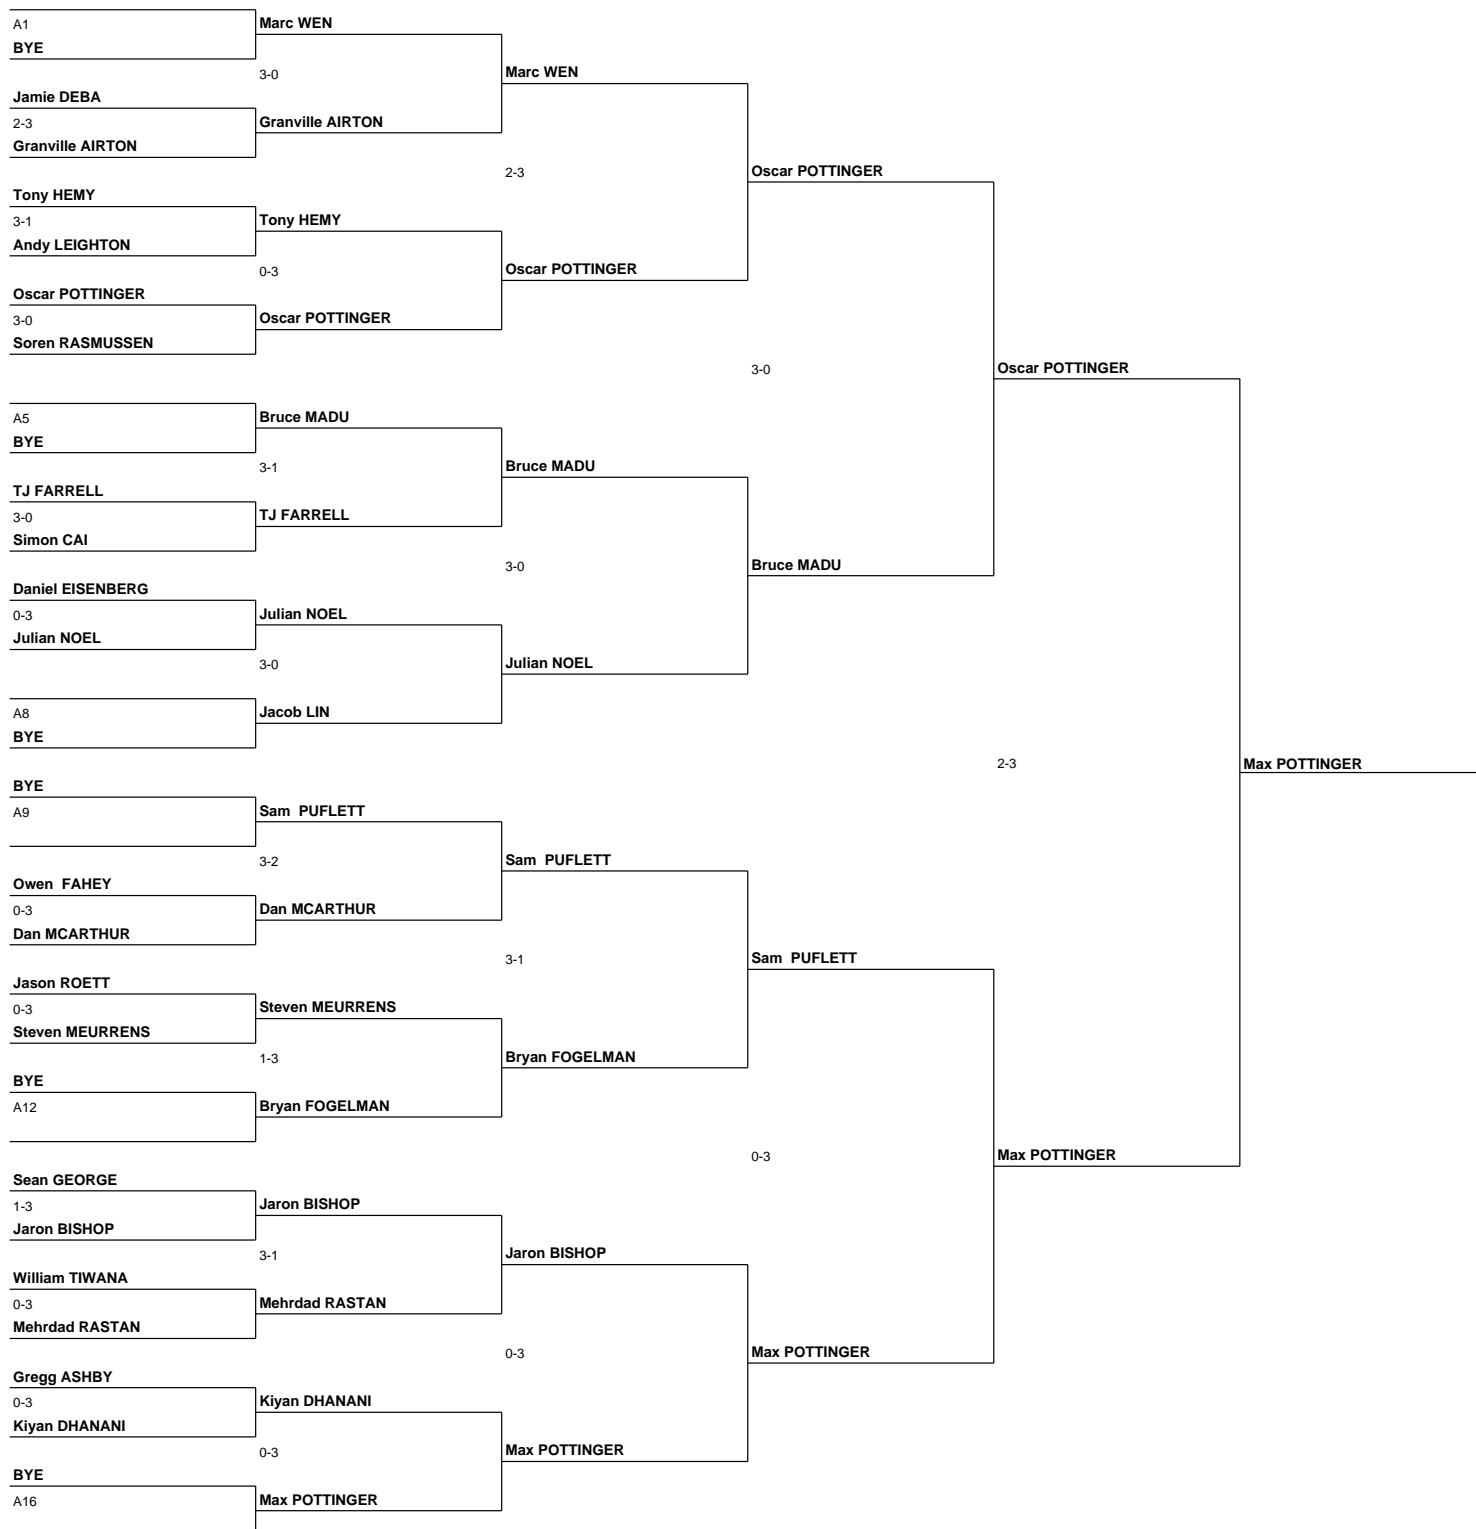 A1
BYE
Jamie DEBA
2-3
Granville AIRTON
Tony HEMY
3-1
Andy LEIGHTON
Oscar POTTINGER
3-0
Soren RASMUSSEN
A5
BYE
TJ FARRELL
3-0
Simon CAI
Daniel EISENBERG
0-3
Julian NOEL
A8
BYE
BYE
A9
Owen FAHEY
0-3
Dan MCARTHUR
Jason ROETT
0-3
Steven MEURRENS
BYE
A12
Sean GEORGE
1-3
Jaron BISHOP
William TIWANA
0-3
Mehrdad RASTAN
Gregg ASHBY
0-3
Kiyan DHANANI
BYE
A16
Marc WEN
3-0
Granville AIRTON
Tony HEMY
0-3
Oscar POTTINGER
Bruce MADU
3-1
TJ FARRELL
Julian NOEL
3-0
Jacob LIN
Sam PUFLETT
3-2
Dan MCARTHUR
Steven MEURRENS
1-3
Bryan FOGELMAN
Jaron BISHOP
3-1
Mehrdad RASTAN
Kiyan DHANANI
0-3
Max POTTINGER
Marc WEN
2-3
Oscar POTTINGER
Bruce MADU
3-0
Julian NOEL
Sam PUFLETT
3-1
Bryan FOGELMAN
Jaron BISHOP
0-3
Max POTTINGER
Oscar POTTINGER
3-0
Bruce MADU
Sam PUFLETT
0-3
Max POTTINGER
Oscar POTTINGER
2-3
Max POTTINGER
Max POTTINGER